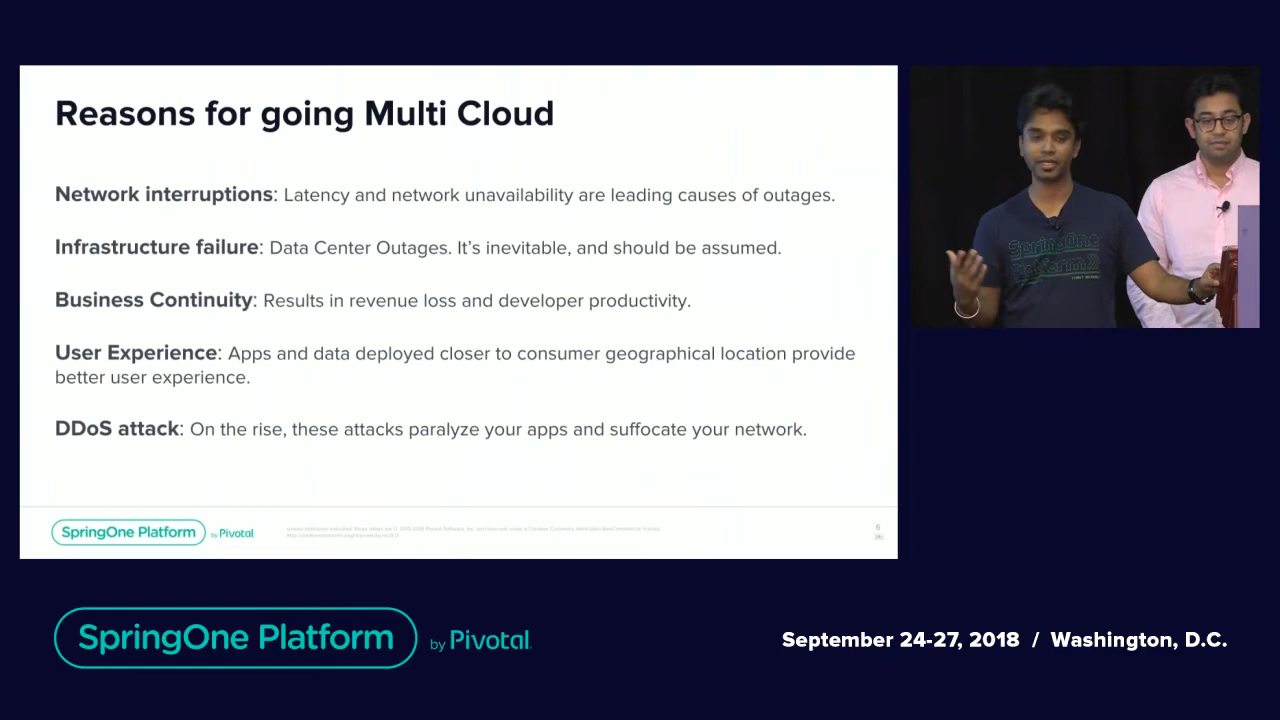 Reasons for going Multi Cloud
Network interruptions: Latency and network unavailability are leading causes of outages.
Infrastructure failure: Data Center Outages. It's inevitable, and should be assumed.
Business Continuity: Results in revenue loss and developer productivity.
User Experience: Apps and data deployed closer to consumer geographical location provide
better user experience.
DDoS attack: On the rise, these attacks paralyze your apps and suffocate your network.
SpringOne Platform
by Pivotal
6
SpringOne
Platform
SpringOne Platform
by Pivotal.
September 24-27, 2018 / Washington, D.C.